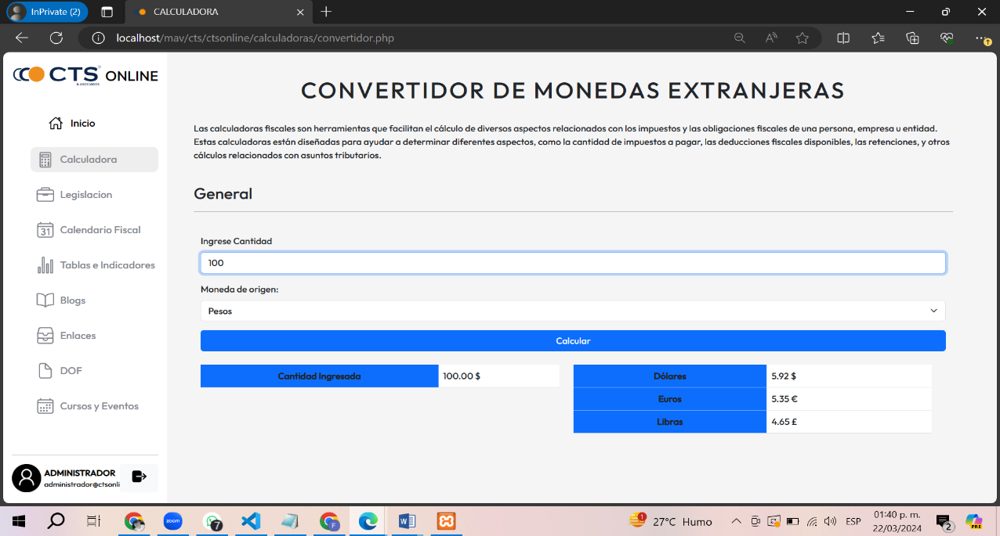 InPrivate (2)
CALCULADORA
localhost/mav/cts/ctsonline/calculadoras/convertidor.php
CTS ONLINE
& ASOCIADOS
Inicio
Calculadora
Legislacion
31 Calendario Fiscal
Tablas e Indicadores
Blogs
Enlaces
DOF
Cursos y Eventos
ADMINISTRADOR
administrador@ctsonli
CONVERTIDOR DE MONEDAS EXTRANJERAS
Las calculadoras fiscales son herramientas que facilitan el cálculo de diversos aspectos relacionados con los impuestos y las obligaciones fiscales de una persona, empresa u entidad.
Estas calculadoras están diseñadas para ayudar a determinar diferentes aspectos, como la cantidad de impuestos a pagar, las deducciones fiscales disponibles, las retenciones, y otros
cálculos relacionados con asuntos tributarios.
General
Ingrese Cantidad
100
Moneda de origen:
Pesos
Calcular
Cantidad Ingresada 100.00 $
Dólares 5.92 $
Euros 5.35 €
Libras 4.65 £
zoom
7
F
W
1
27°C Humo
ESP
01:40 p. m.
22/03/2024
2
PRE